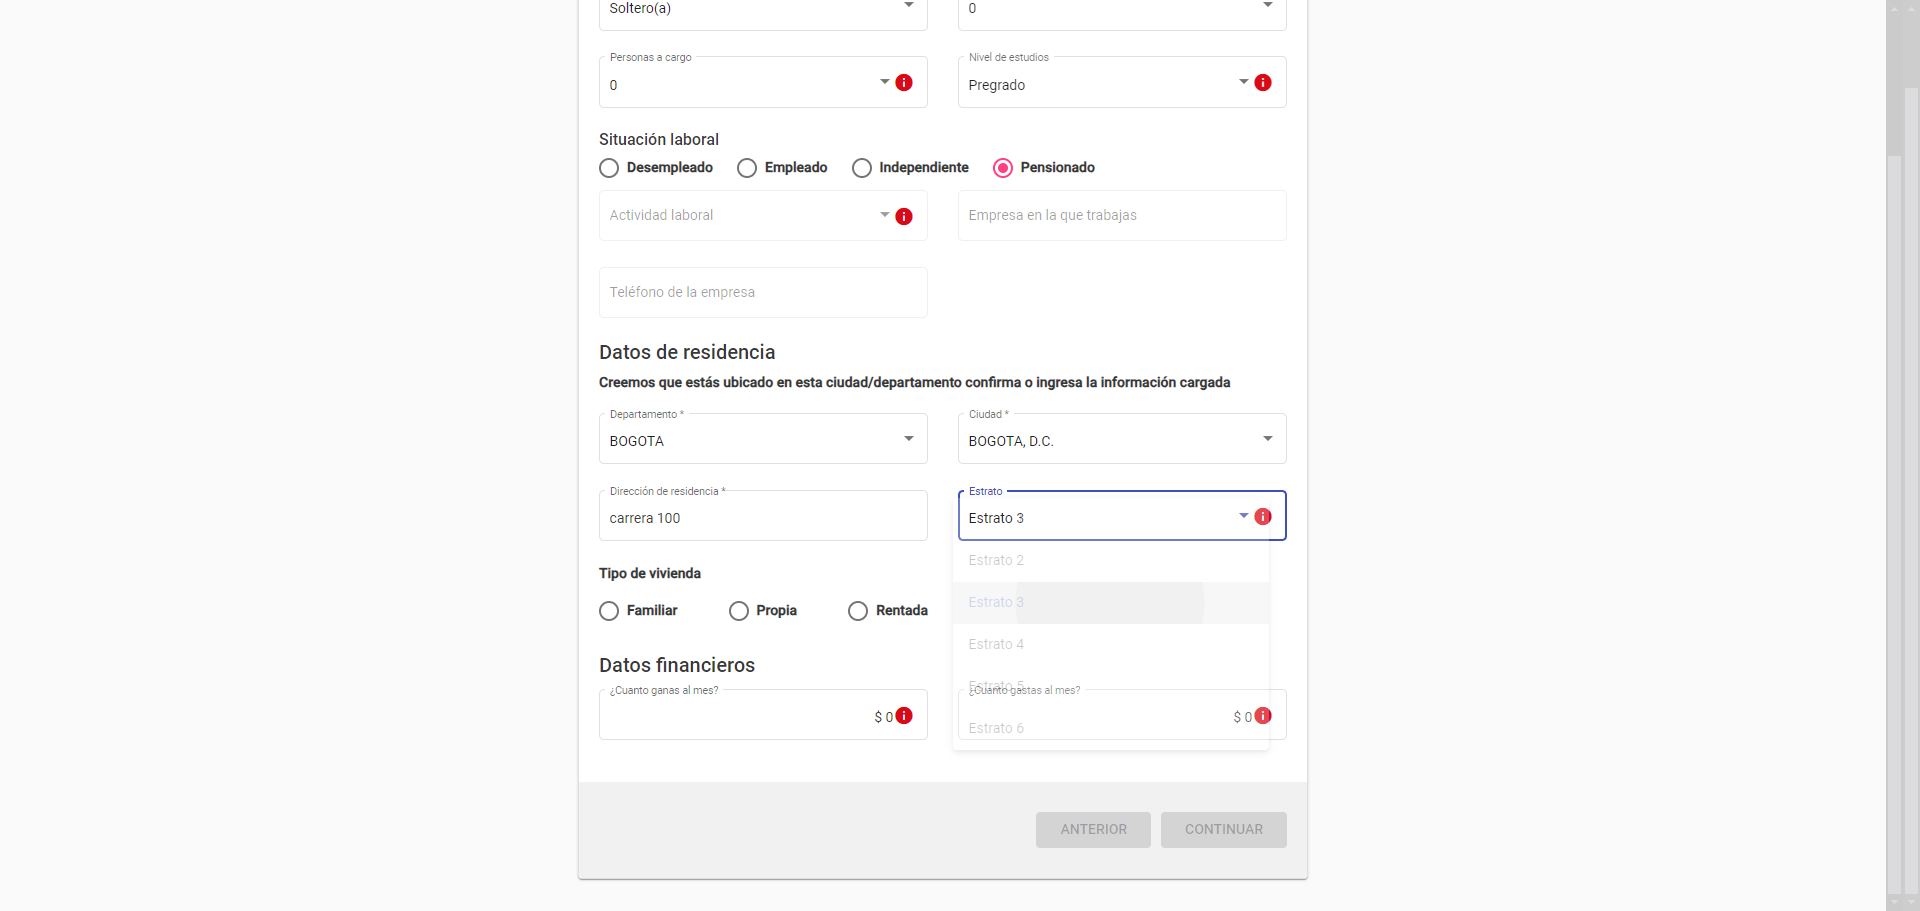 Soltero(a)
0
Personas a cargo
0
Nivel de estudios
Pregrado
Situación laboral
Desempleado
Empleado
Independiente
Pensionado
Actividad laboral
Empresa en la que trabajas
Teléfono de la empresa
Datos de residencia
Creemos que estás ubicado en esta ciudad/departamento confirma o ingresa la información cargada
Departamento *
BOGOTA
Ciudad *
BOGOTA, D.C.
Dirección de residencia *
carrera 100
Estrato
Estrato 3
Estrato 2
Estrato 3
Estrato 4
Estrato 5
Estrato 6
Tipo de vivienda
Familiar
Propia
Rentada
Datos financieros
¿Cuanto ganas al mes?
$ 0
¿Cuánto gastas al mes?
$ 0
ANTERIOR
CONTINUAR